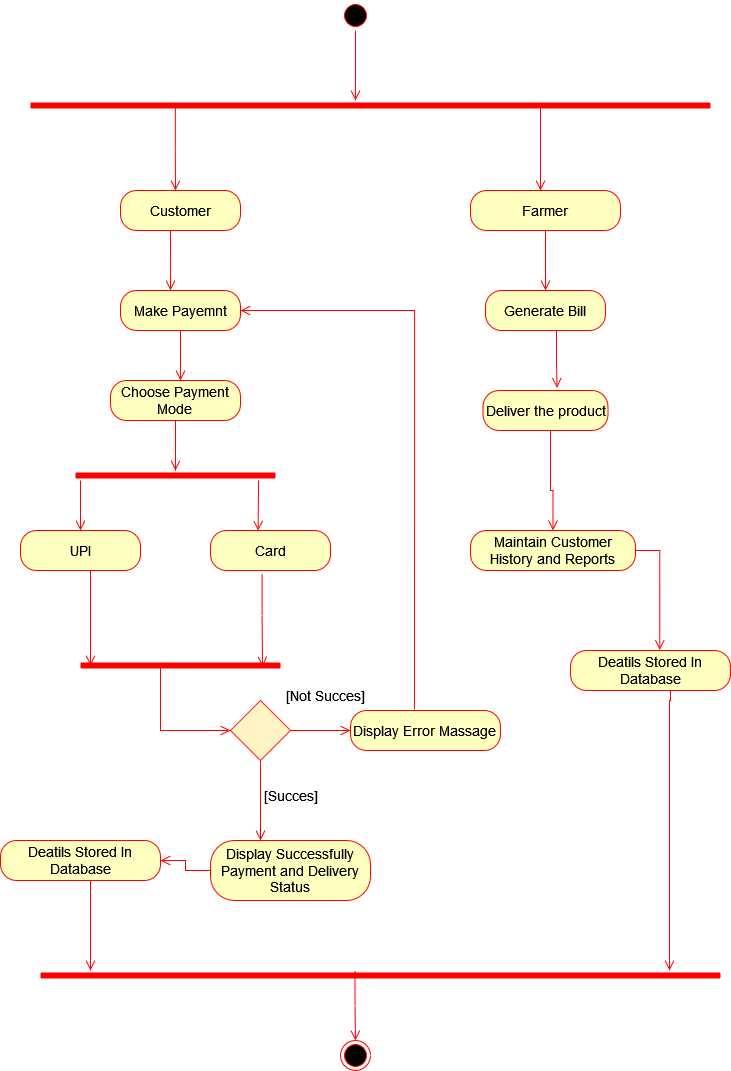 Customer
Farmer
Make Payemnt
Generate Bill
Choose Payment
Mode
Deliver the product
UPI
Card
Maintain Customer
History and Reports
Deatils Stored In
Database
[Not Succes]
Display Error Massage
[Succes]
Deatils Stored In
Database
Display Successfully
Payment and Delivery
Status